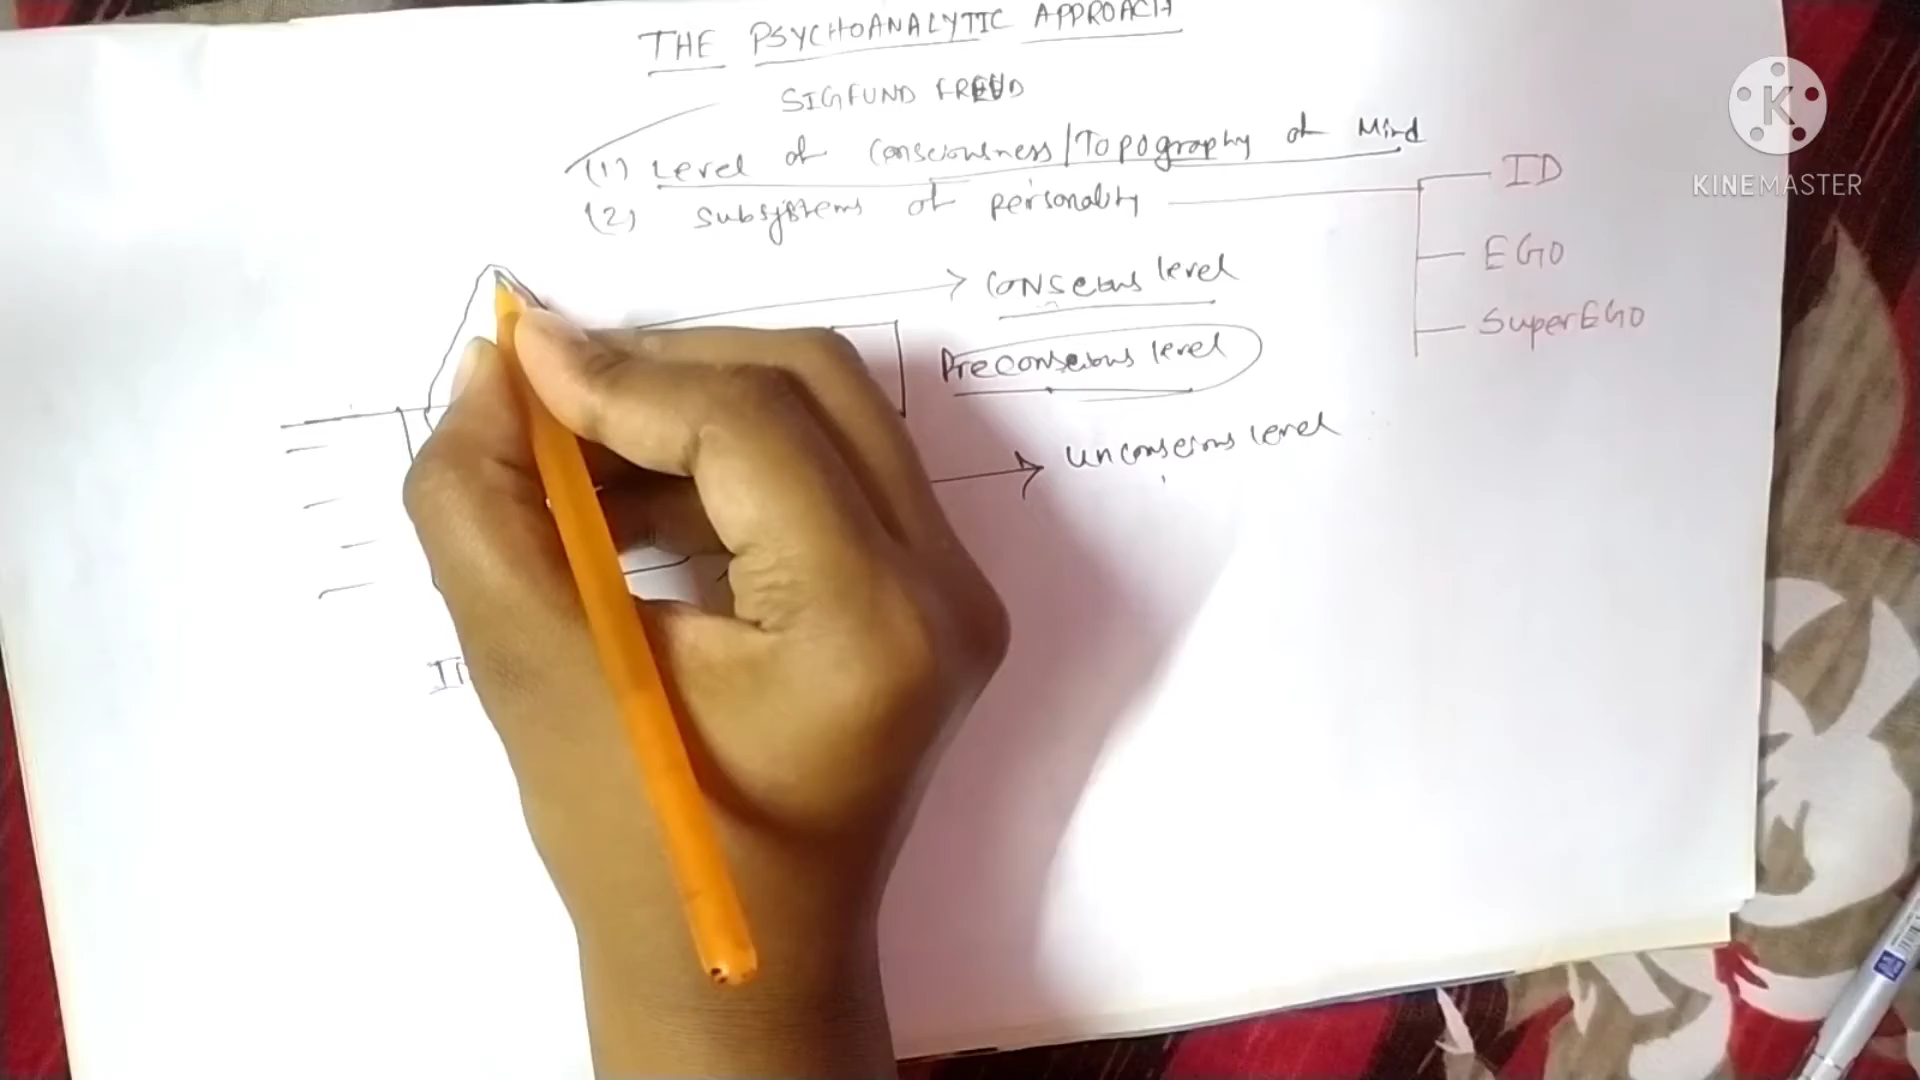 THE PSYCHOANALYTIC APPROACH
SIGFUND FREUD
(1) Level of Consciousness/Topography of Mind
(2) subsystems of personality
ID
EGO
SuperEGO
CONScious level
Preconscious level
unconscious level
KINEMASTER